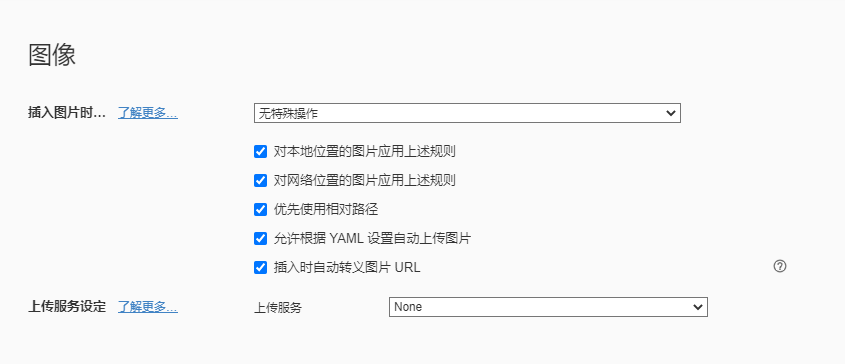 图像
插入图片时... 了解更多... 无特殊操作
对本地位置的图片应用上述规则
对网络位置的图片应用上述规则
优先使用相对路径
允许根据 YAML 设置自动上传图片
插入时自动转义图片 URL
上传服务设定 了解更多... 上传服务 None